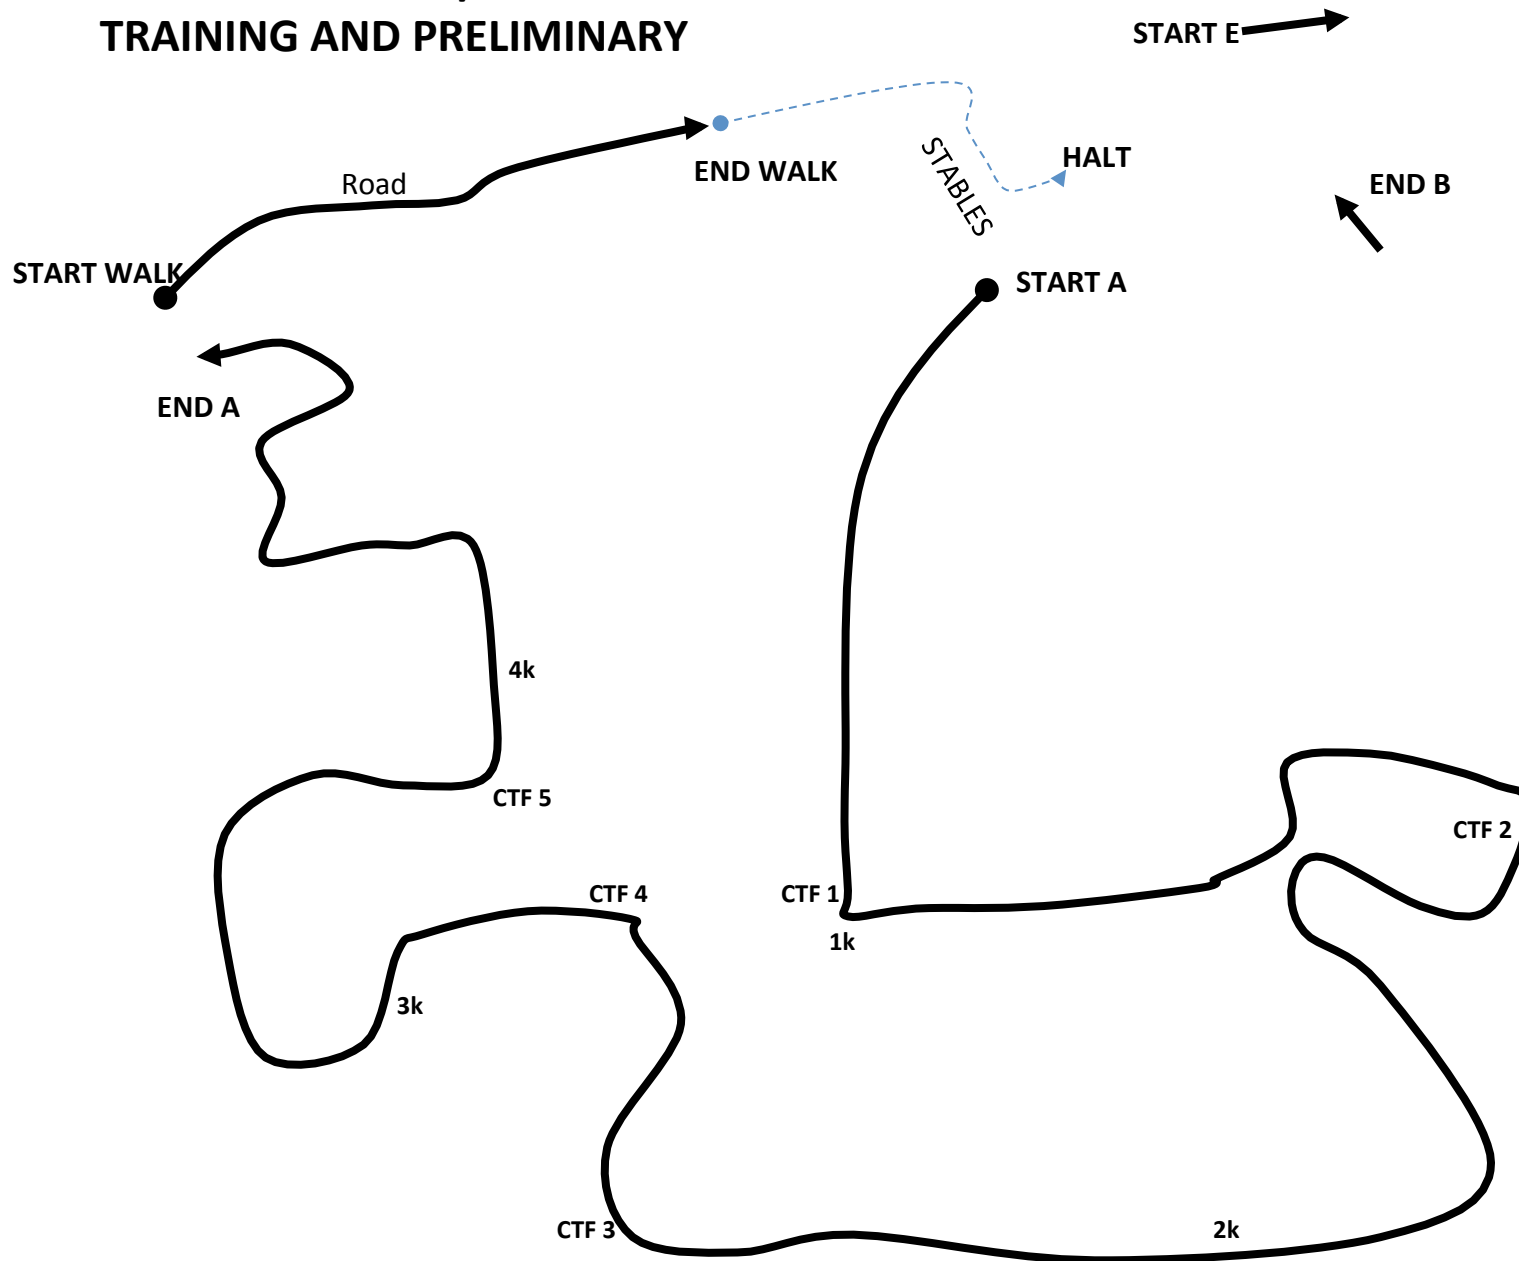 TRAINING AND PRELIMINARY
START E
HALT
END WALK
STABLES
Road
END B
START WALK
START A
END A
4k
CTF 5
CTF 2
CTF 4
CTF 1
1k
3k
CTF 3
2k